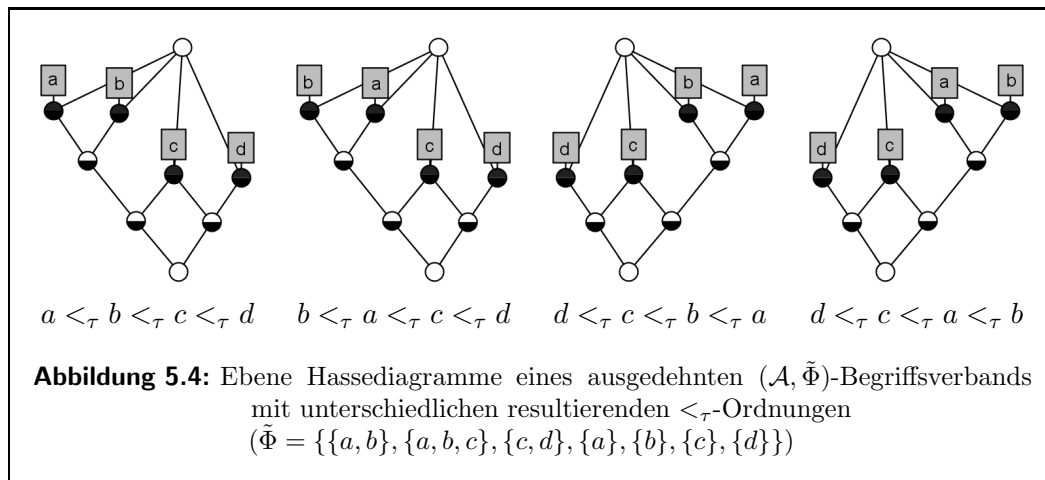 a b c d b a c d b a d c a b d c
a <τ b <τ c <τ d b <τ a <τ c <τ d d <τ c <τ b <τ a d <τ c <τ a <τ b
Abbildung 5.4: Ebene Hassediagramme eines ausgedehnten (𝒜, Φ̃)-Begriffsverbands
mit unterschiedlichen resultierenden <τ-Ordnungen
(Φ̃ = {{a, b}, {a, b, c}, {c, d}, {a}, {b}, {c}, {d}})